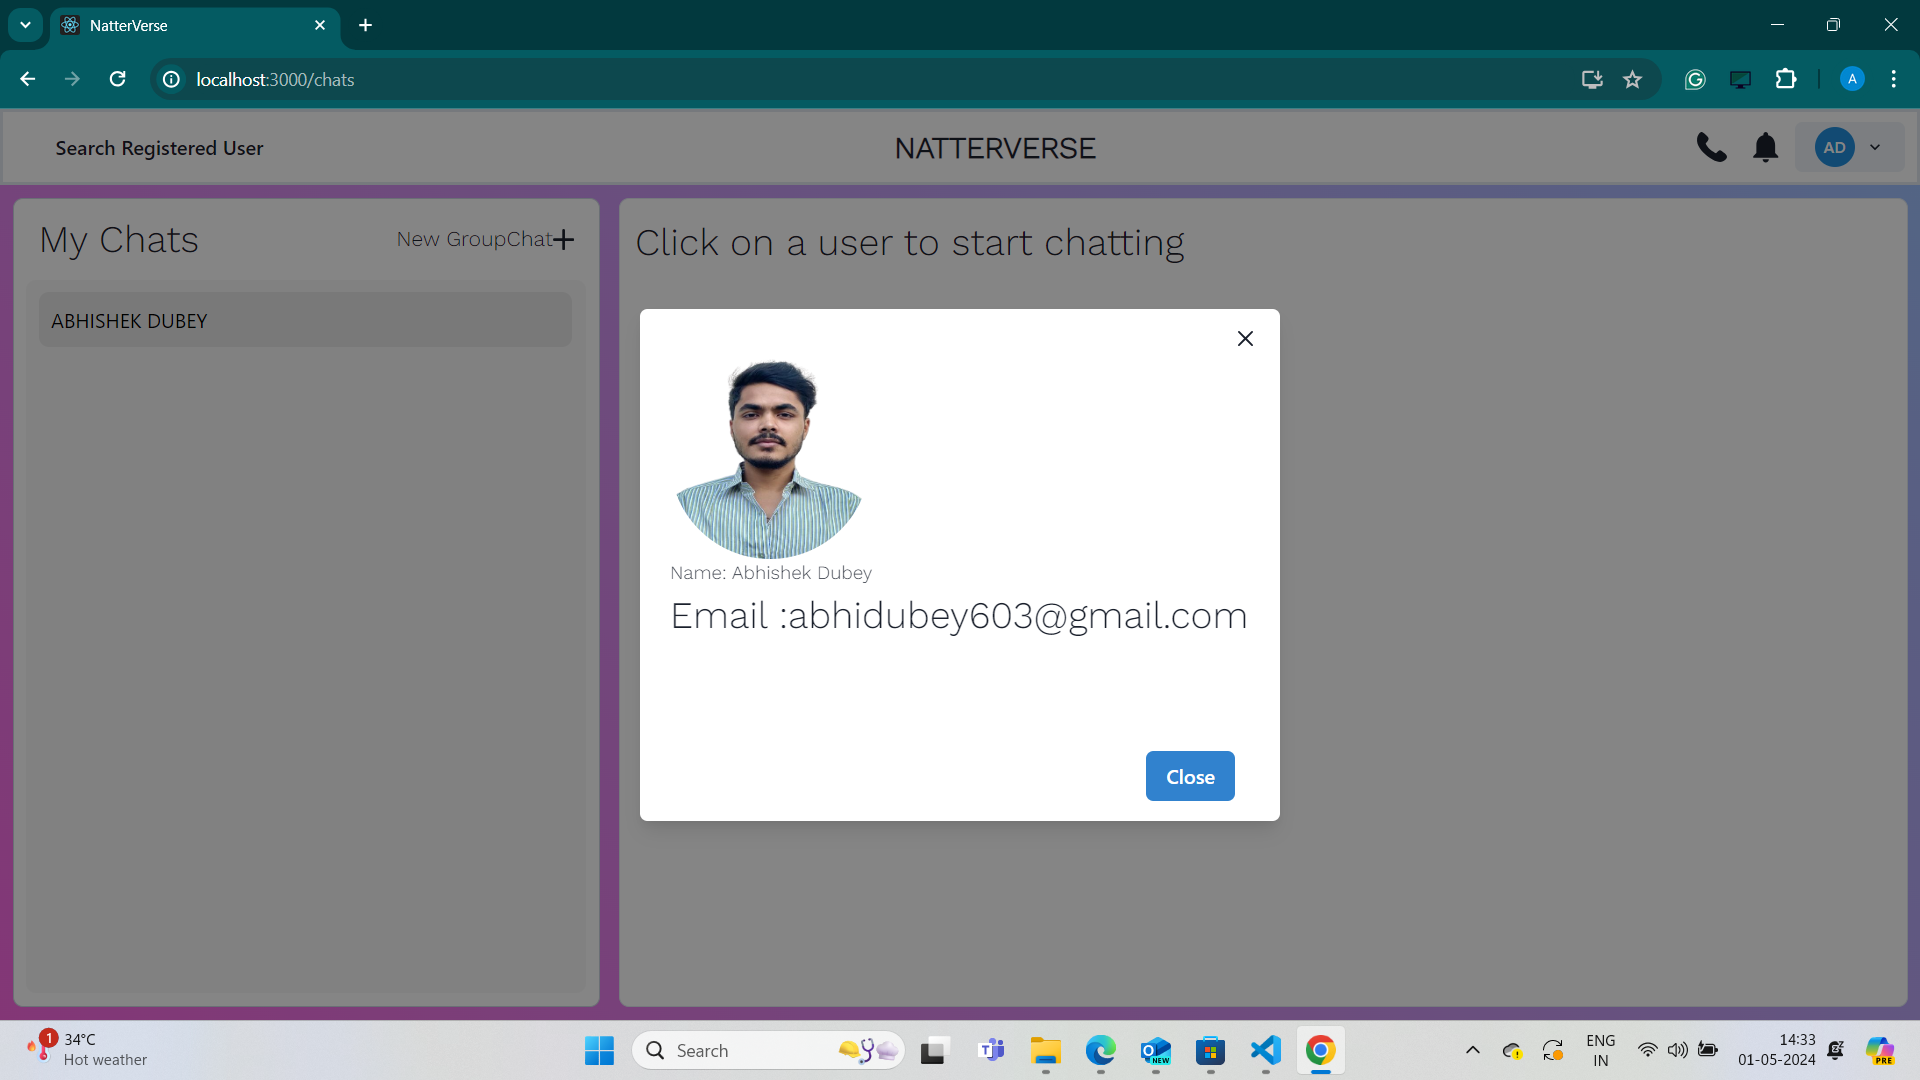 NatterVerse
localhost:3000/chats
A
Search Registered User
NATTERVERSE
AD
My Chats
New GroupChat
Click on a user to start chatting
ABHISHEK DUBEY
Name: Abhishek Dubey
Email :abhidubey603@gmail.com
Close
1
34°C
Hot weather
Search
NEW
ENG
IN
14:33
01-05-2024
PRE